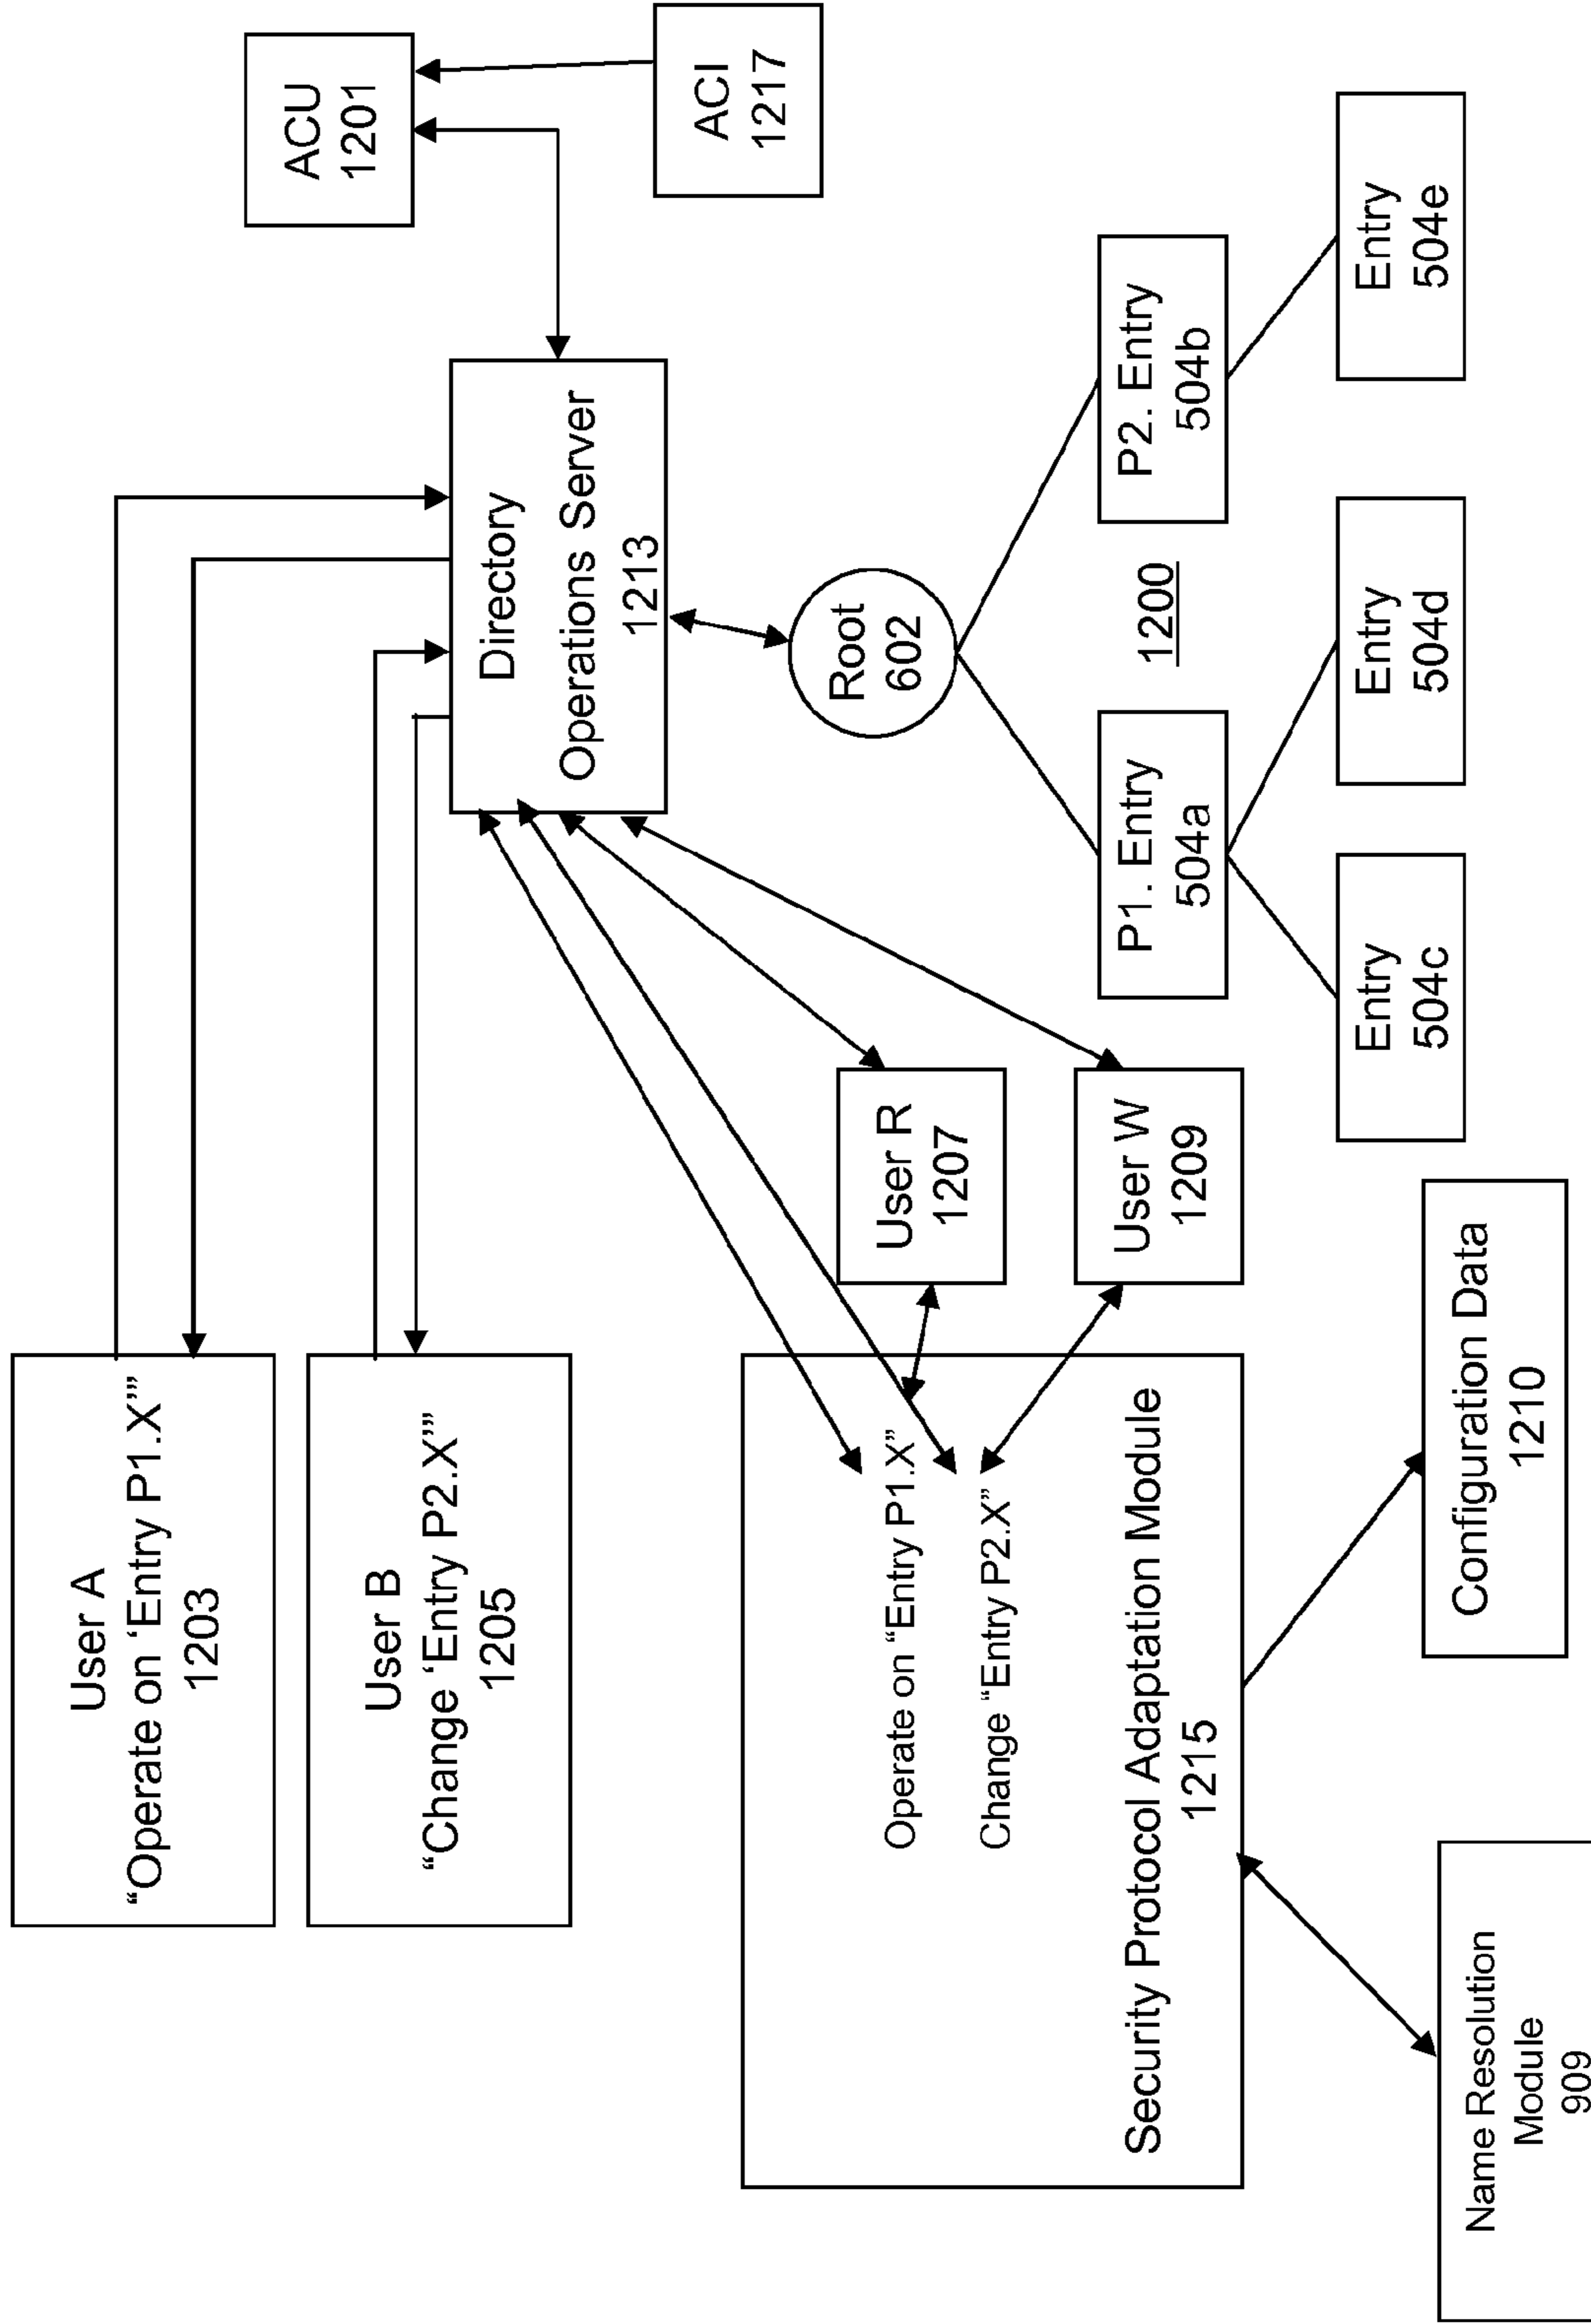 User A
“Operate on ‘Entry P1.X’”
1203
User B
“Change ‘Entry P2.X’”
1205
Operate on “Entry P1.X”
Change “Entry P2.X”
Security Protocol Adaptation Module
1215
Name Resolution
Module
909
Configuration Data
1210
User R
1207
User W
1209
Directory
Operations Server
1213
ACU
1201
ACI
1217
Root
602
1200
P1. Entry
504a
P2. Entry
504b
Entry
504c
Entry
504d
Entry
504e